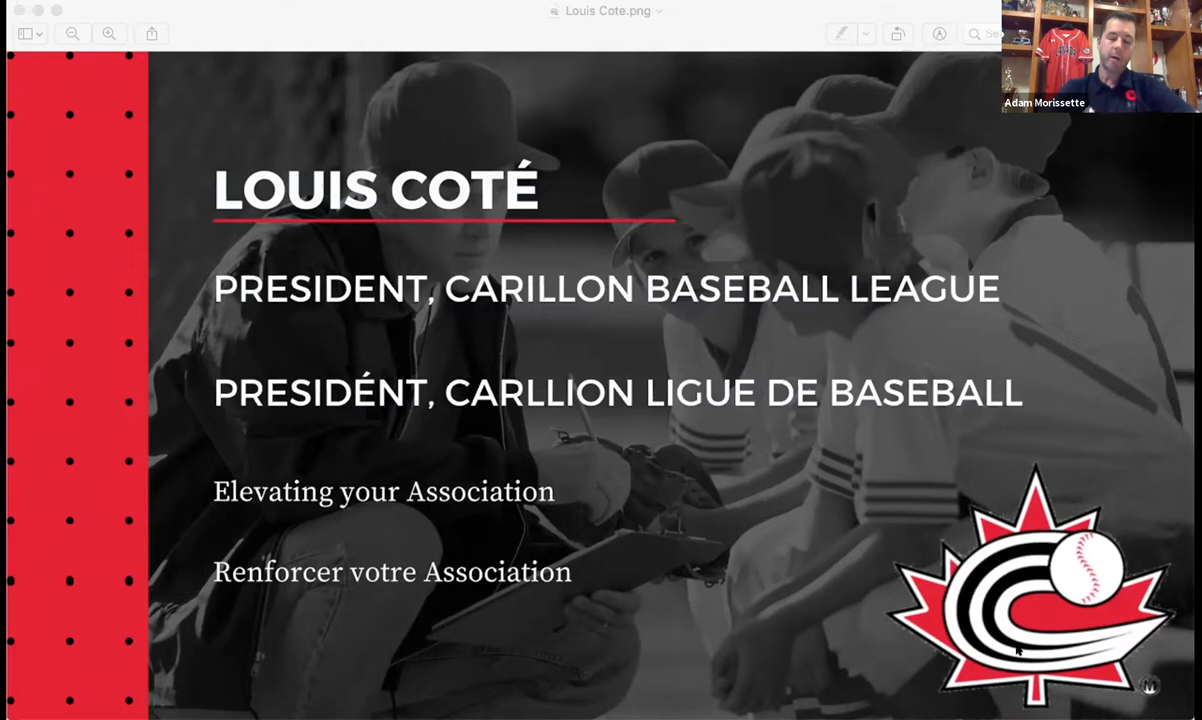 Louis Cote.png
Se
Adam Morissette
LOUIS COTÉ
PRESIDENT, CARILLON BASEBALL LEAGUE
PRESIDÉNT, CARLLION LIGUE DE BASEBALL
Elevating your Association
Renforcer votre Association
M